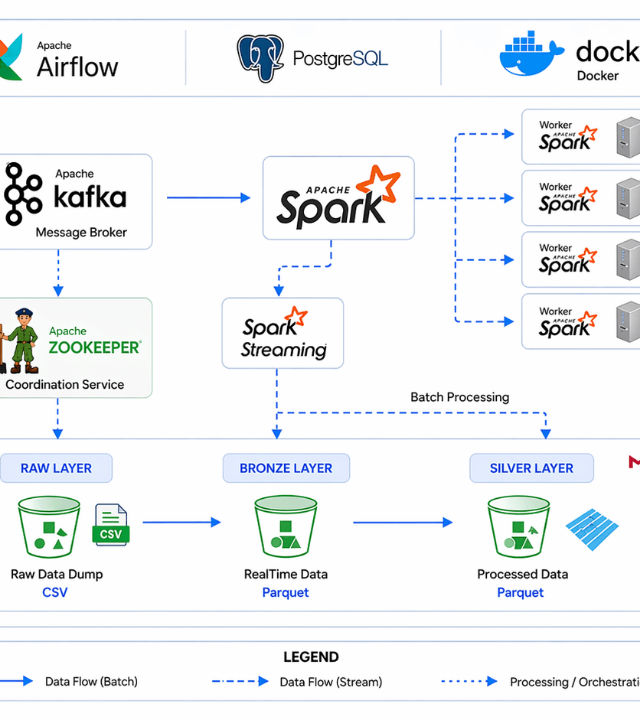 Apache
Airflow
PostgreSQL
Docker
Apache
kafka
Message Broker
APACHE
Spark
Worker
Spark
Worker
Spark
Worker
Spark
Worker
Spark
Apache
ZOOKEEPER
Coordination Service
Spark
Streaming
Batch Processing
RAW LAYER
BRONZE LAYER
SILVER LAYER
CSV
Raw Data Dump
CSV
RealTime Data
Parquet
Processed Data
Parquet
LEGEND
Data Flow (Batch)
Data Flow (Stream)
Processing /